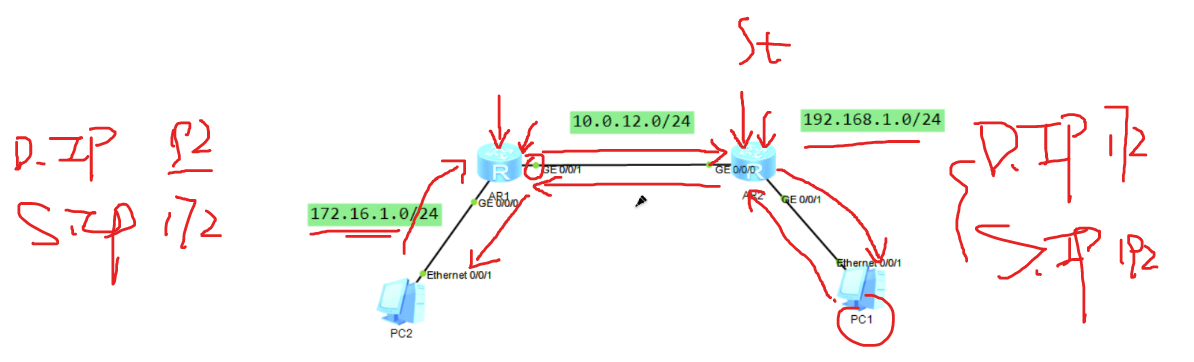 St
10.0.12.0/24
192.168.1.0/24
D.IP 172
D.IP
S.IP 172
R
GE 0/0/1
AR1
GE 0/0/0
GE 0/0/0
R
AR2
GE 0/0/1
172.16.1.0/24
S.IP
Ethernet 0/0/1
Ethernet 0/0/1
PC2
PC1